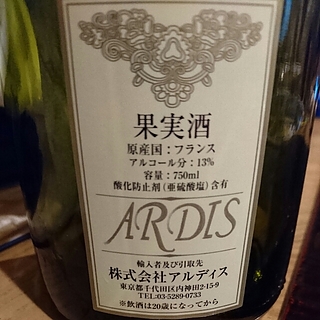 果実酒
原産国：フランス
アルコール分：13%
容量：750ml
酸化防止剤(亜硫酸塩)含有
ARDIS
輸入者及び引取先
株式会社アルディス
東京都千代田区内神田2-15-9
TEL:03-5289-0733
※飲酒は20歳になってから